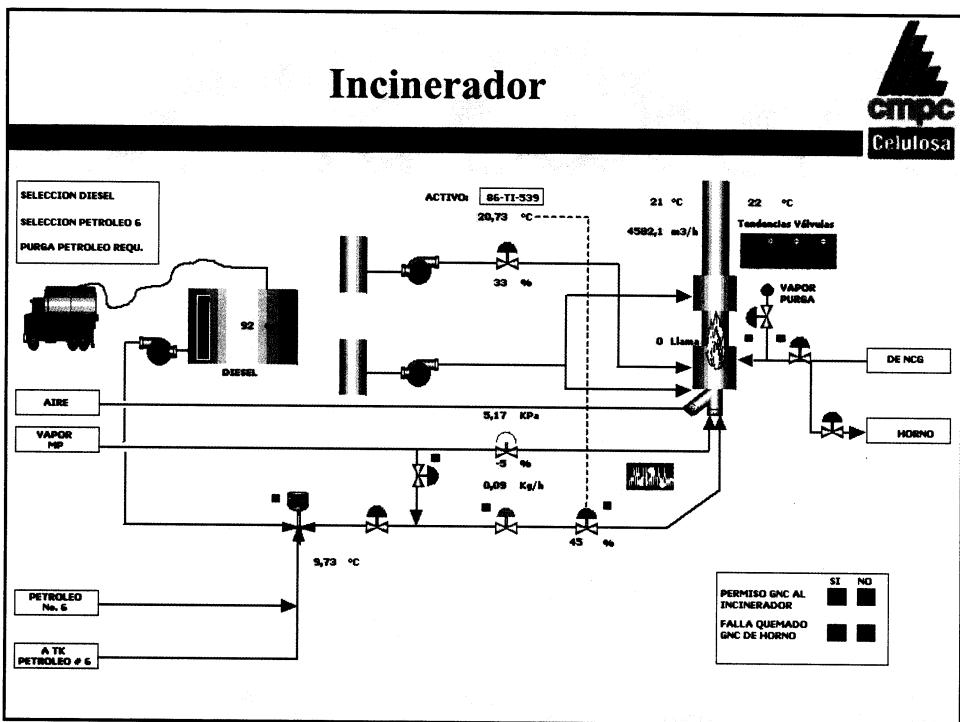 Incinerador
cmpc
Celulosa
SELECCION DIESEL
SELECCION PETROLEO 6
PURGA PETROLEO REQU.
ACTIVO: 86-TI-539
20,73 °C
21 °C
22 °C
4582,1 m3/h
Tendencias Válvulas
33 %
VAPOR
PURGA
92
0 Llama
DIESEL
DE NCG
AIRE
5,17 KPa
VAPOR
MP
HORNO
-5 %
0,09 Kg/h
45 %
9,73 °C
PETROLEO
No. 6
A TK
PETROLEO # 6
SI NO
PERMISO GNC AL
INCINERADOR
FALLA QUEMADO
GNC DE HORNO